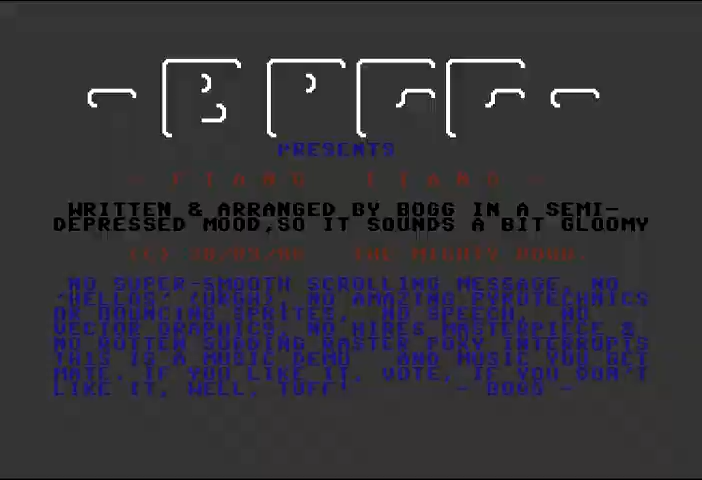 - BOGG -
PRESENTS
WRITTEN & ARRANGED BY BOGG IN A SEMI-
DEPRESSED MOOD,SO IT SOUNDS A BIT GLOOMY
THE MIGHTY BOGG.
NO SUPER-SMOOTH SCROLLING MESSAGE, NO
'HELLOS' (UKGH), NO AMAZING PYROTECHNICS
OR BOUNCING SPRITES, NO SPEECH, NO
VECTOR GRAPHICS, NO HIRES MASTERPIECE &
NO ROTTEN SODDING RASTER POXY INTERRUPTS
THIS IS A MUSIC DEMO AND MUSIC YOU GET
MATE. IF YOU LIKE IT, VOTE, IF YOU DON'T
LIKE IT, WELL, TUFF! - BOGG -